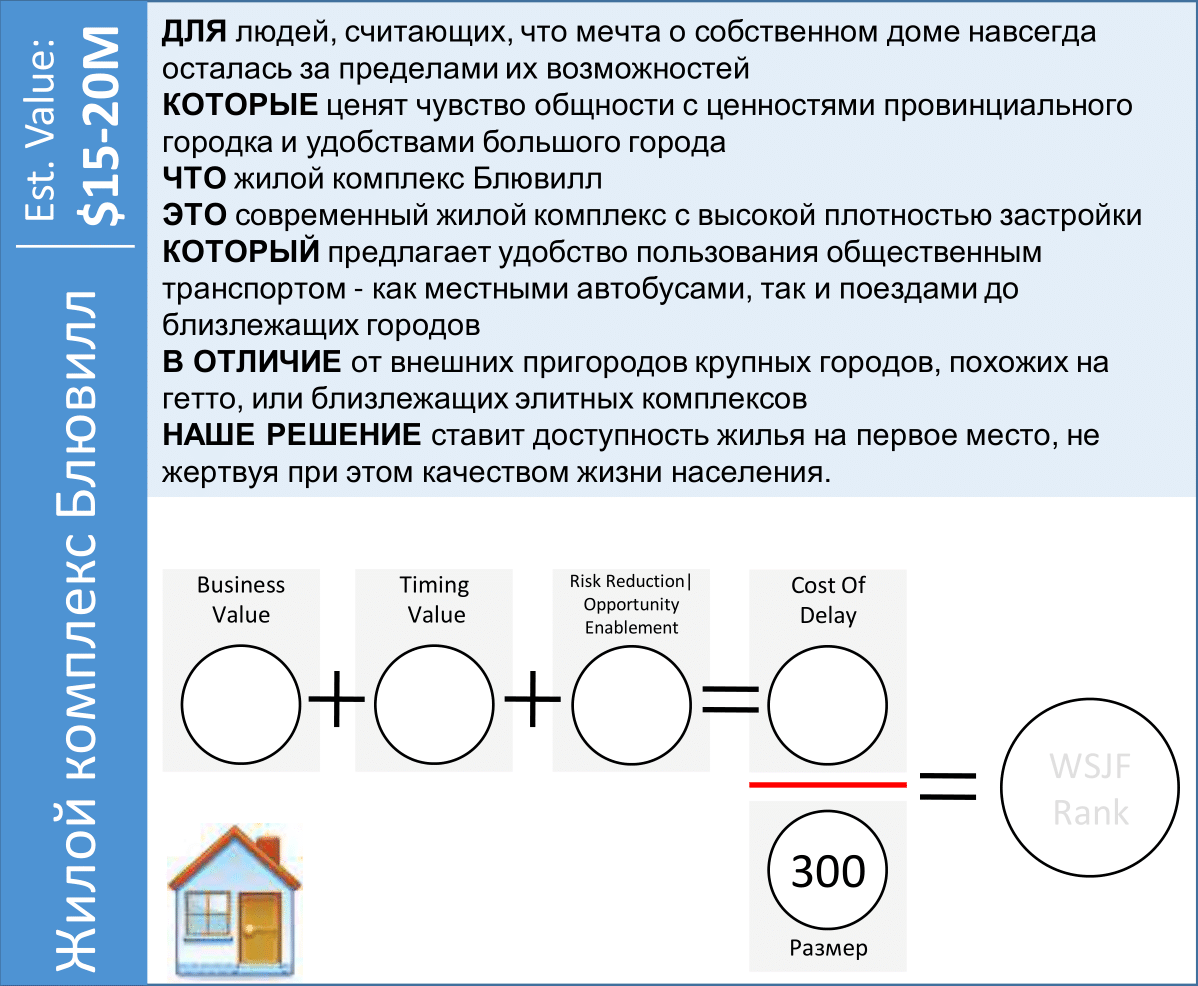 Est. Value:
$15-20M
Жилой комплекс Блювилл
ДЛЯ людей, считающих, что мечта о собственном доме навсегда
осталась за пределами их возможностей
КОТОРЫЕ ценят чувство общности с ценностями провинциального
городка и удобствами большого города
ЧТО жилой комплекс Блювилл
ЭТО современный жилой комплекс с высокой плотностью застройки
КОТОРЫЙ предлагает удобство пользования общественным
транспортом - как местными автобусами, так и поездами до
близлежащих городов
В ОТЛИЧИЕ от внешних пригородов крупных городов, похожих на
гетто, или близлежащих элитных комплексов
НАШЕ РЕШЕНИЕ ставит доступность жилья на первое место, не
жертвуя при этом качеством жизни населения.
Business
Value
+
Timing
Value
+
Risk Reduction|
Opportunity
Enablement
=
Cost Of
Delay
300
Размер
=
WSJF
Rank